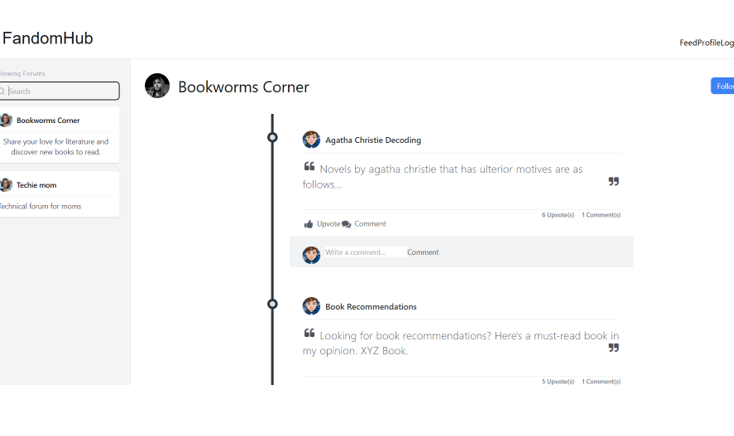 FandomHub
FeedProfileLog
lowing Forums
Search
Bookworms Corner
Share your love for literature and
discover new books to read.
Techie mom
Technical forum for moms
Bookworms Corner
Follow
Agatha Christie Decoding
❝ Novels by agatha christie that has ulterior motives are as
follows... ❞
6 Upvote(s) 1 Comment(s)
Upvote Comment
Write a comment... Comment
Book Recommendations
❝ Looking for book recommendations? Here's a must-read book in
my opinion. XYZ Book. ❞
5 Upvote(s) 1 Comment(s)